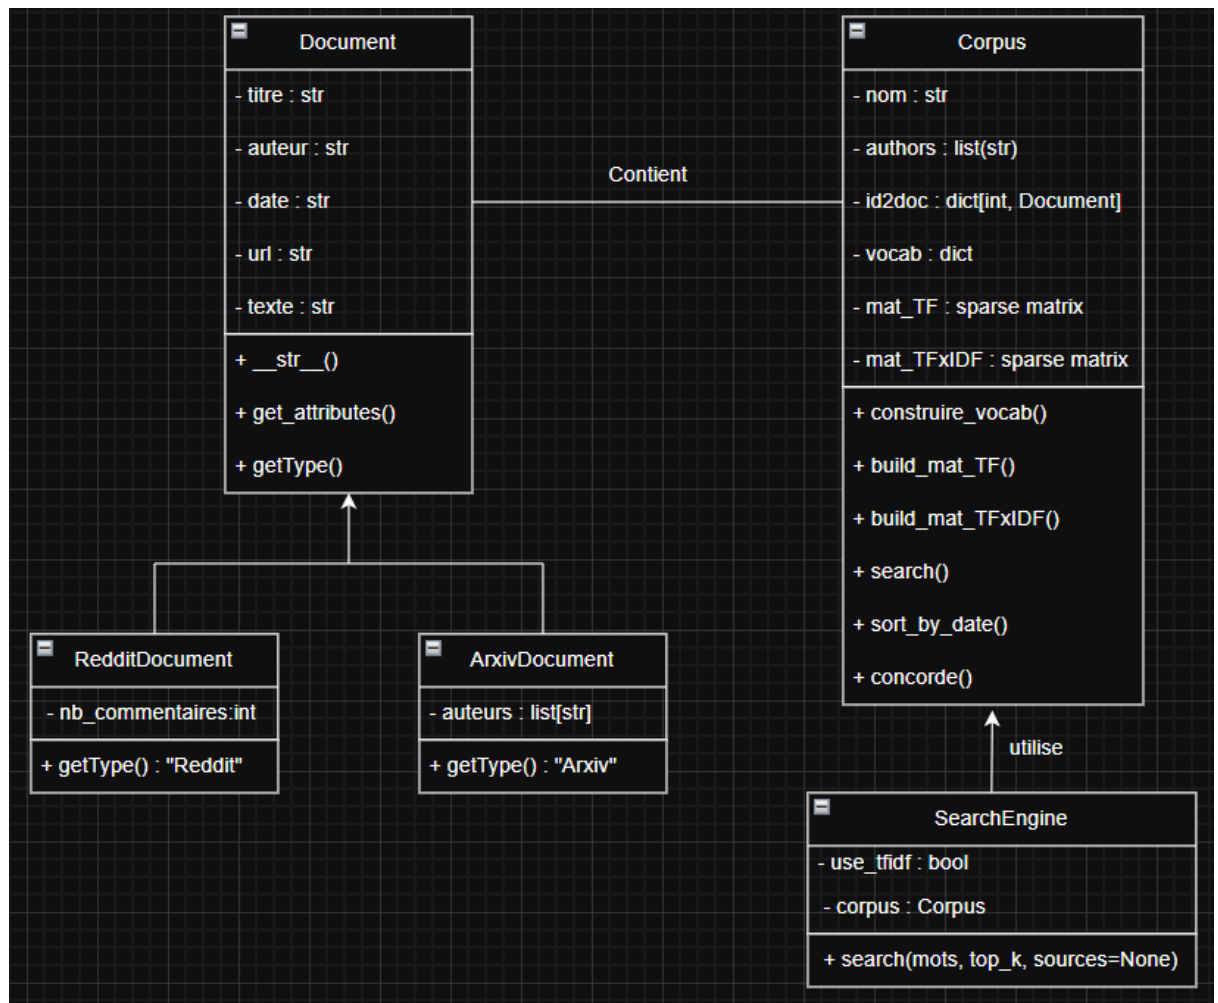 Document
- titre : str
- auteur : str
- date : str
- url : str
- texte : str
+ __str__()
+ get_attributes()
+ getType()
Contient
Corpus
- nom : str
- authors : list(str)
- id2doc : dict[int, Document]
- vocab : dict
- mat_TF : sparse matrix
- mat_TFxIDF : sparse matrix
+ construire_vocab()
+ build_mat_TF()
+ build_mat_TFxIDF()
+ search()
+ sort_by_date()
+ concorde()
RedditDocument
- nb_commentaires:int
+ getType() : "Reddit"
ArxivDocument
- auteurs : list[str]
+ getType() : "Arxiv"
utilise
SearchEngine
- use_tfidf : bool
- corpus : Corpus
+ search(mots, top_k, sources=None)